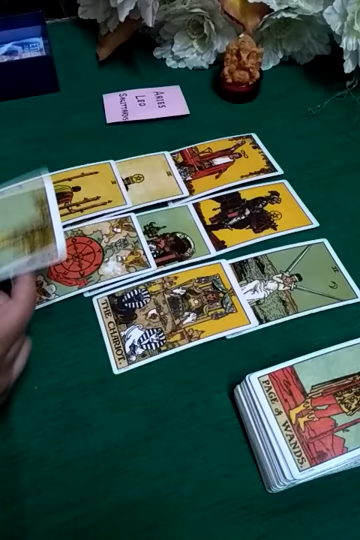 ARIES
LEO
SAGITTARIUS
THE CHARIOT.
PAGE of WANDS.